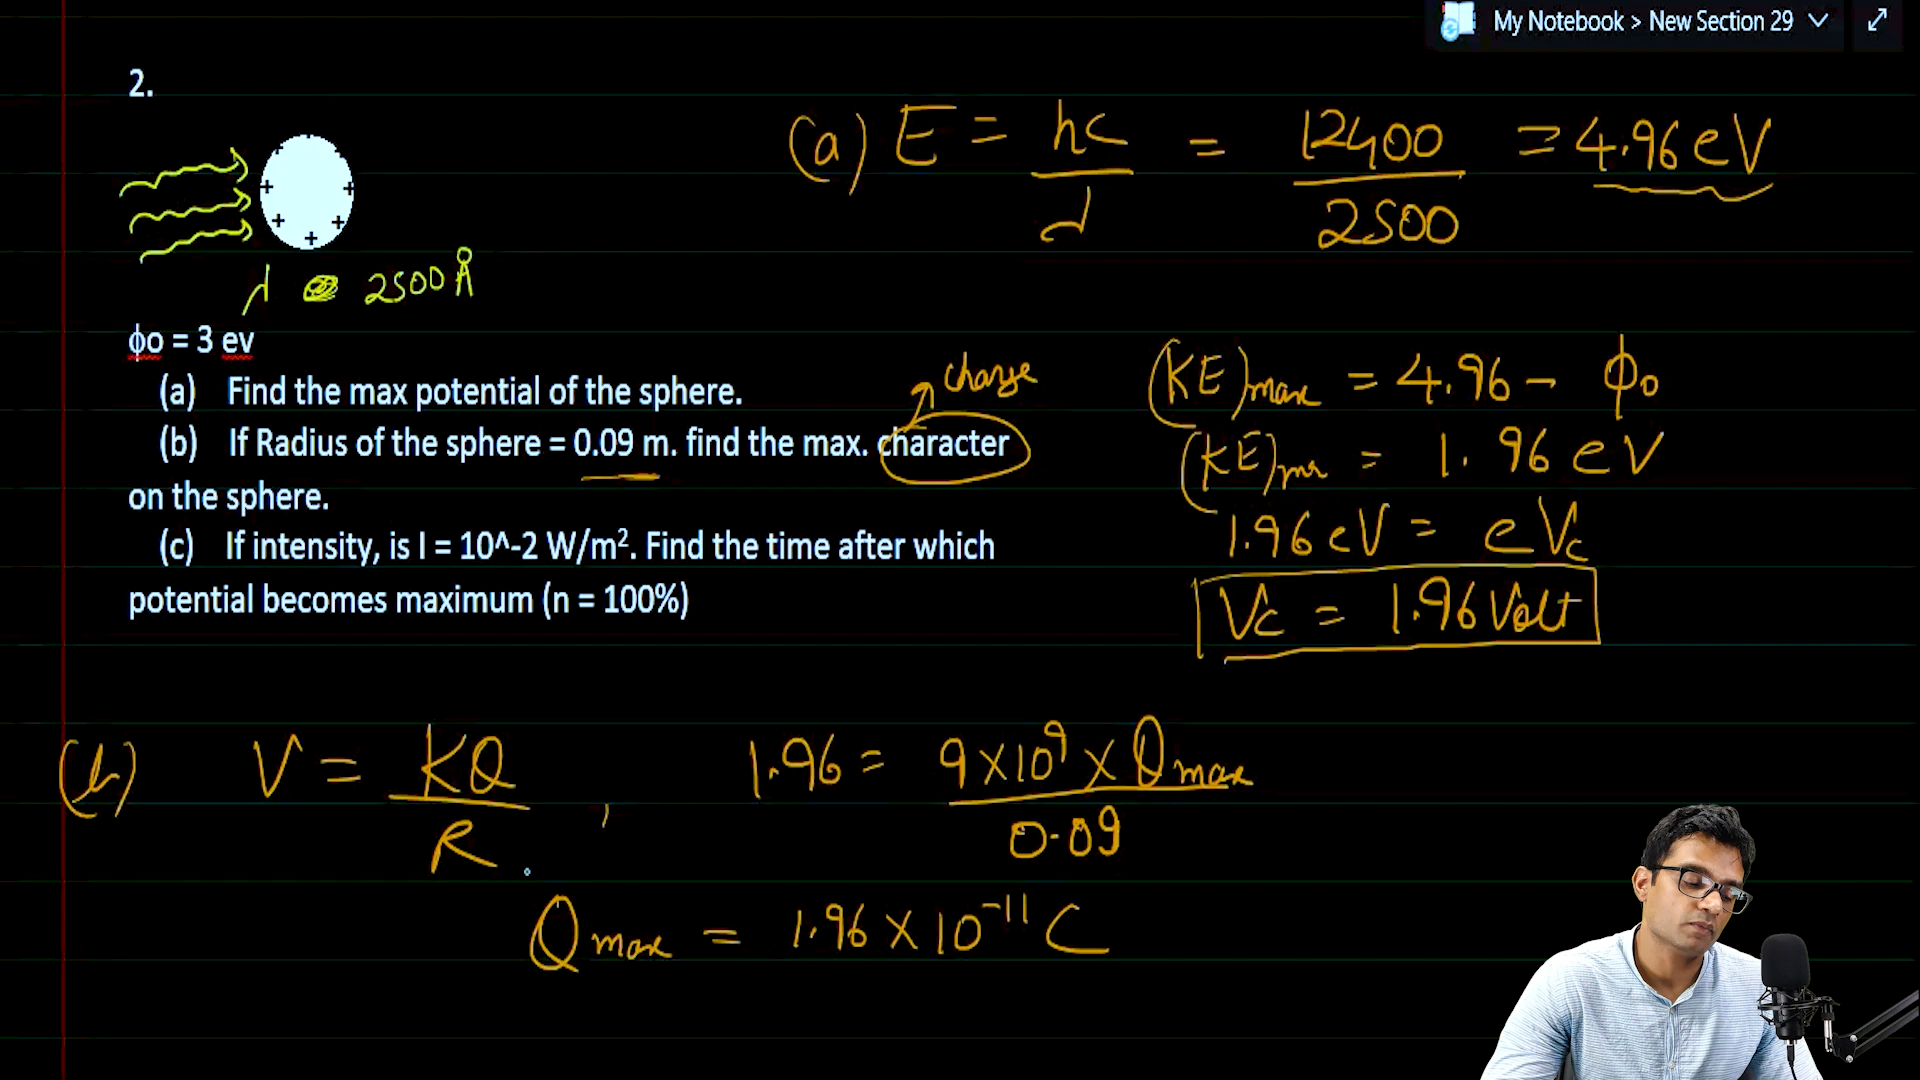 My Notebook > New Section 29
2.
(a) E = hc / λ = 12400 / 2500 = 4.96 eV
λ 2500 Å
ϕo = 3 ev
(a) Find the max potential of the sphere.
charge
(b) If Radius of the sphere = 0.09 m. find the max. character
on the sphere.
(c) If intensity, is I = 10^-2 W/m². Find the time after which
potential becomes maximum (n = 100%)
(KE)max = 4.96 - ϕ0
(KE)mx = 1.96 eV
1.96 eV = eVc
Vc = 1.96 Volt
(b) V = KQ / R , 1.96 = 9×10⁹ × Qmax / 0.09
Qmax = 1.96 × 10⁻¹¹ C